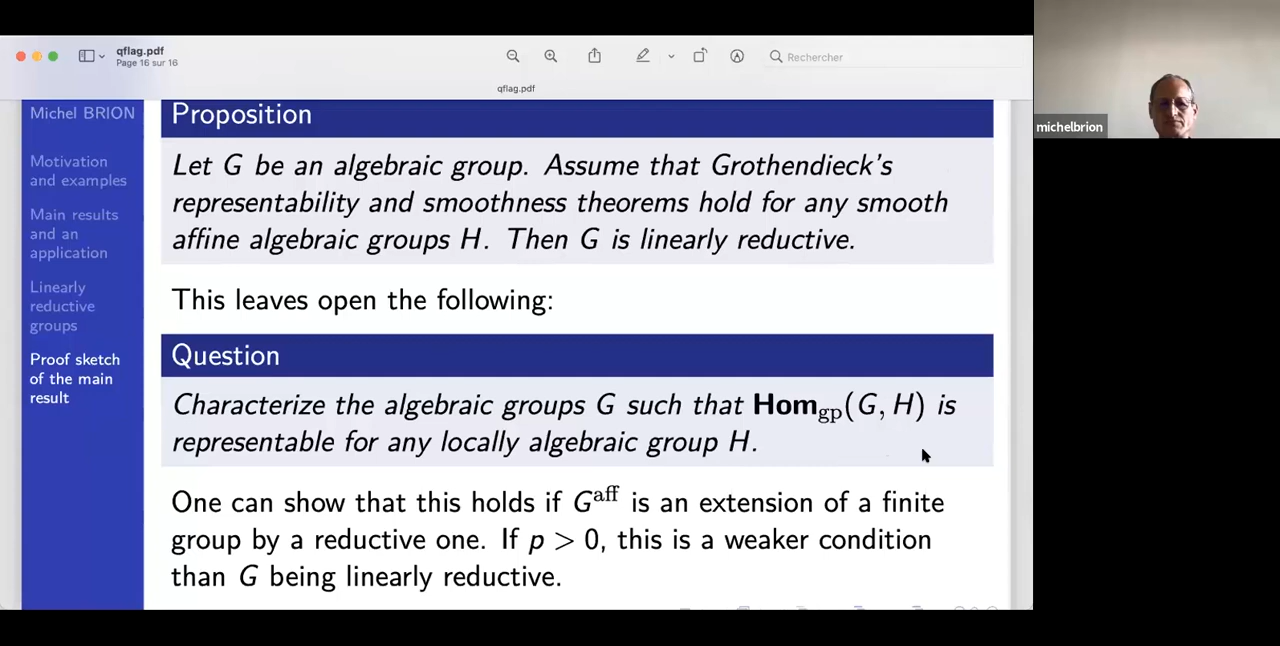 qflag.pdf
Page 16 sur 16
Rechercher
qflag.pdf
Michel BRION
Motivation
and examples
Main results
and an
application
Linearly
reductive
groups
Proof sketch
of the main
result
Proposition
Let G be an algebraic group. Assume that Grothendieck's
representability and smoothness theorems hold for any smooth
affine algebraic groups H. Then G is linearly reductive.
This leaves open the following:
Question
Characterize the algebraic groups G such that Hom_gp(G, H) is
representable for any locally algebraic group H.
One can show that this holds if G^aff is an extension of a finite
group by a reductive one. If p > 0, this is a weaker condition
than G being linearly reductive.
michelbrion